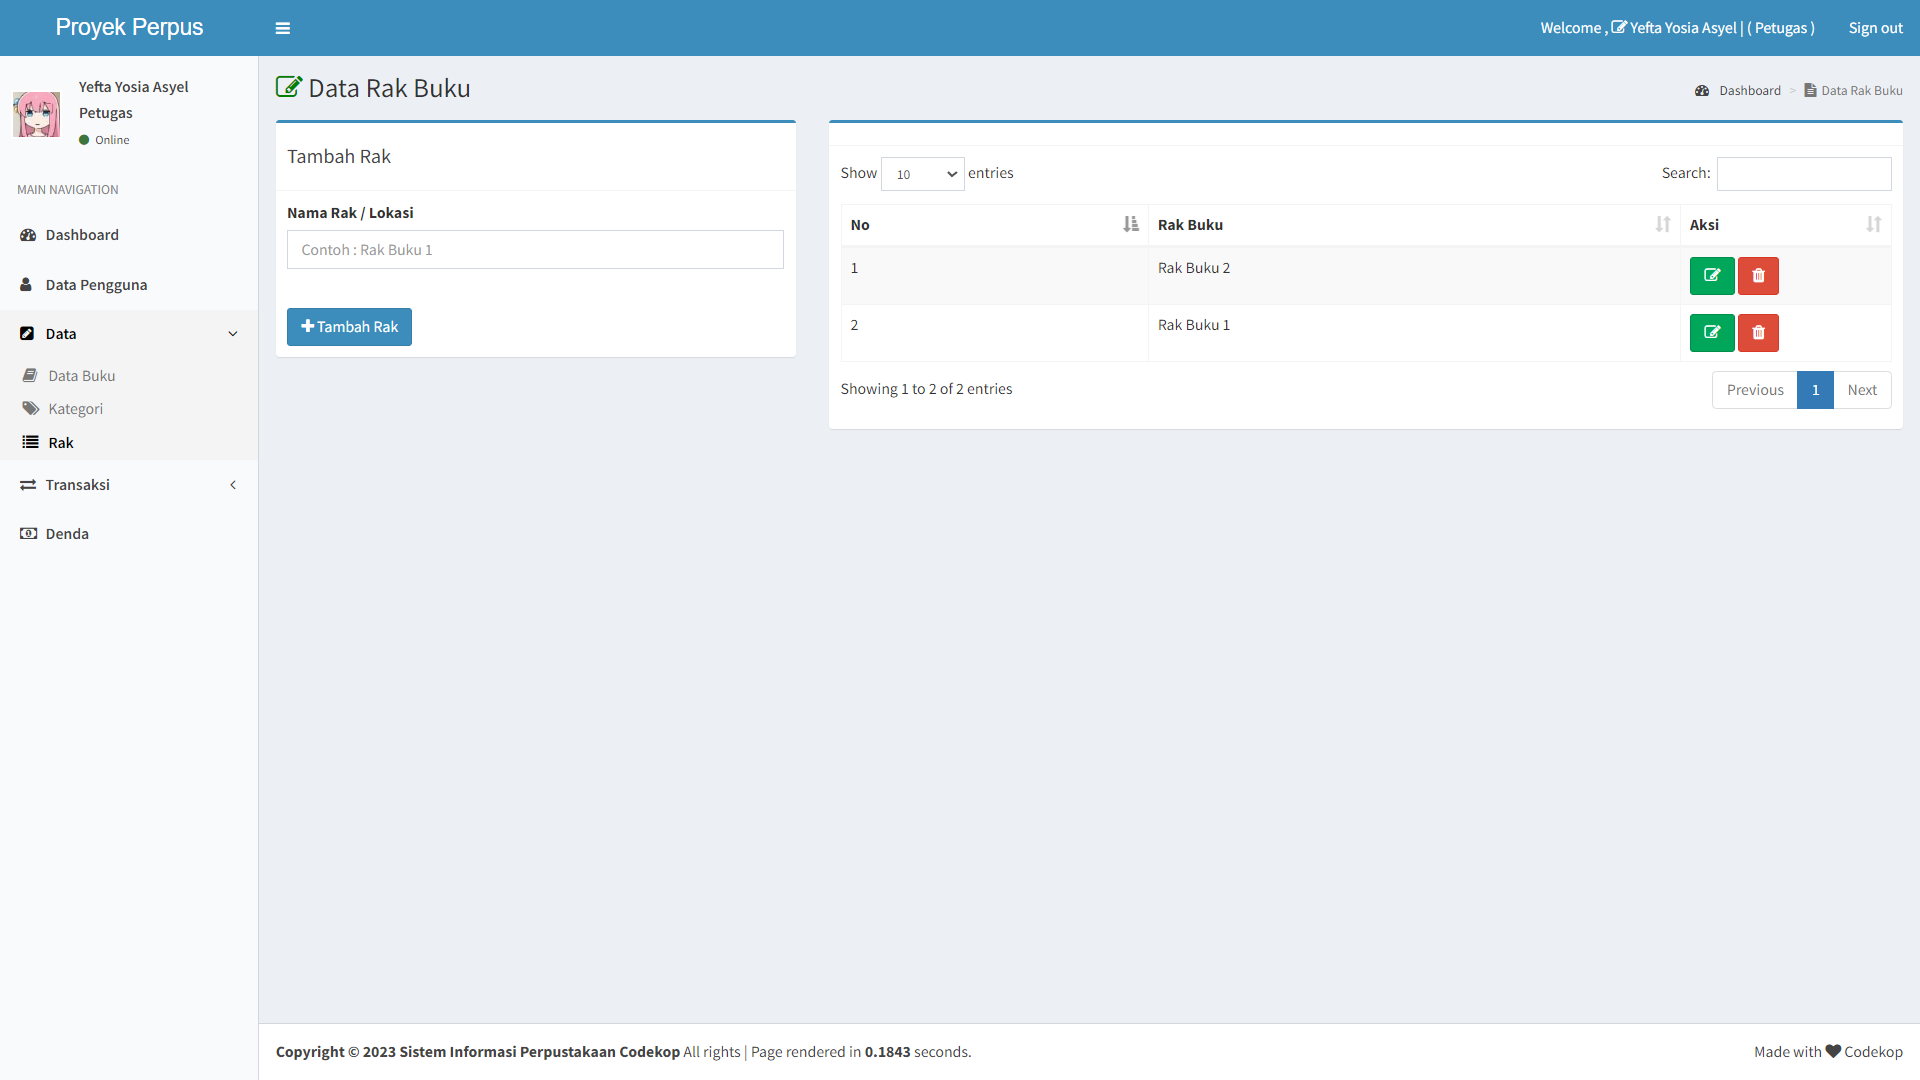 Proyek Perpus
Welcome , Yefta Yosia Asyel | ( Petugas )
Sign out
Yefta Yosia Asyel
Petugas
Online
MAIN NAVIGATION
Dashboard
Data Pengguna
Data
Data Buku
Kategori
Rak
Transaksi
Denda
Data Rak Buku
Dashboard > Data Rak Buku
Tambah Rak
Nama Rak / Lokasi
Contoh : Rak Buku 1
Tambah Rak
Show 10 entries
Search:
No Rak Buku Aksi
1 Rak Buku 2
2 Rak Buku 1
Showing 1 to 2 of 2 entries
Previous 1 Next
Copyright © 2023 Sistem Informasi Perpustakaan Codekop All rights | Page rendered in 0.1843 seconds.
Made with Codekop